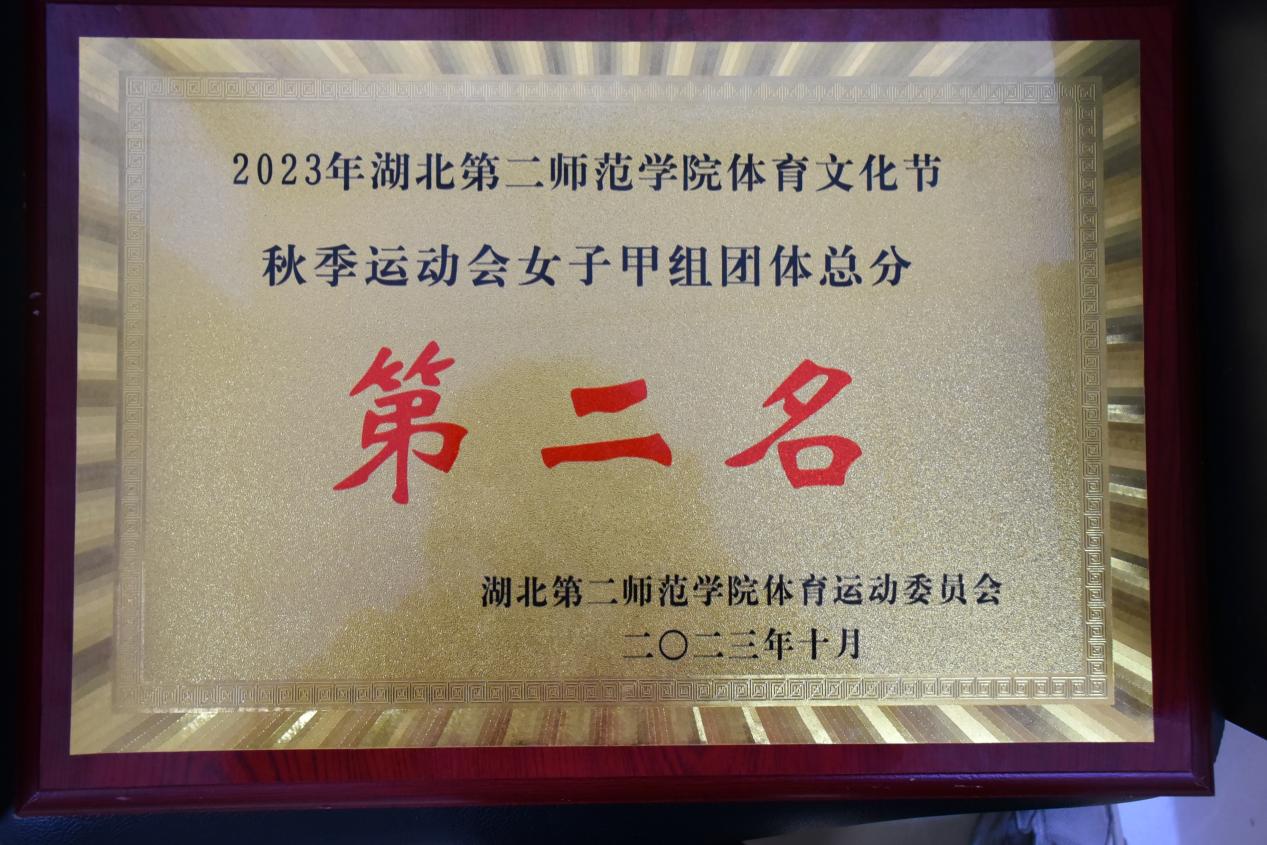 2023年湖北第二师范学院体育文化节
秋季运动会女子甲组团体总分
第二名
湖北第二师范学院体育运动委员会
二〇二三年十月